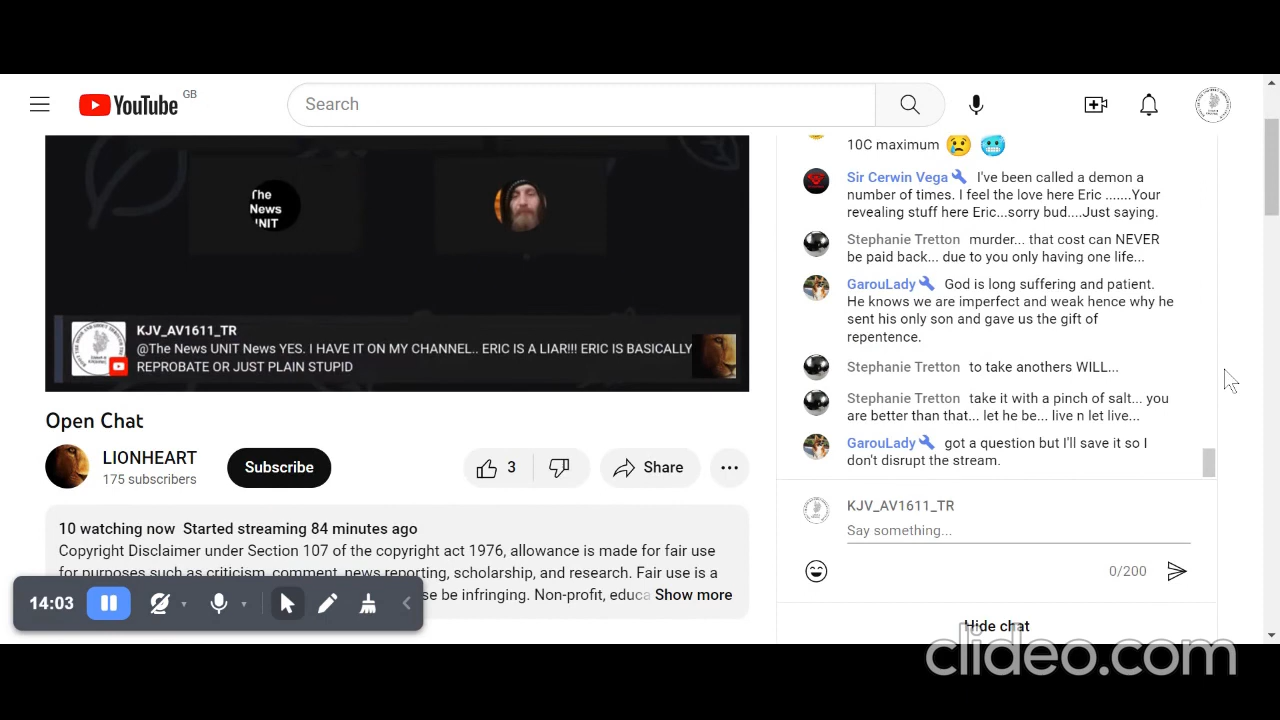 YouTube GB
Search
The
News
UNIT
KJV_AV1611_TR
@The News UNIT News YES. I HAVE IT ON MY CHANNEL.. ERIC IS A LIAR!!! ERIC IS BASICALLY
REPROBATE OR JUST PLAIN STUPID
Open Chat
LIONHEART
175 subscribers
Subscribe
3
Share
10 watching now Started streaming 84 minutes ago
Copyright Disclaimer under Section 107 of the copyright act 1976, allowance is made for fair use
for purposes such as criticism, comment, news reporting, scholarship, and research. Fair use is a
se be infringing. Non-profit, educa Show more
14:03
10C maximum 😢 🥶
Sir Cerwin Vega I've been called a demon a
number of times. I feel the love here Eric .......Your
revealing stuff here Eric...sorry bud....Just saying.
Stephanie Tretton murder... that cost can NEVER
be paid back... due to you only having one life...
GarouLady God is long suffering and patient.
He knows we are imperfect and weak hence why he
sent his only son and gave us the gift of
repentence.
Stephanie Tretton to take anothers WILL...
Stephanie Tretton take it with a pinch of salt... you
are better than that... let he be... live n let live...
GarouLady got a question but I'll save it so I
don't disrupt the stream.
KJV_AV1611_TR
Say something...
0/200
Hide chat
clideo.com